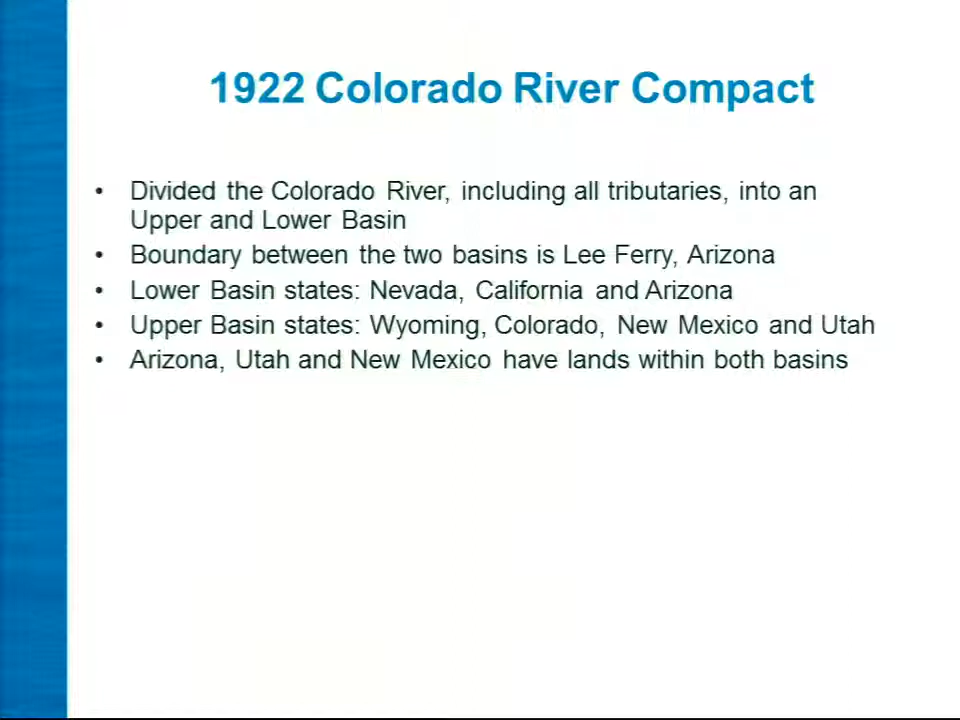 1922 Colorado River Compact
• Divided the Colorado River, including all tributaries, into an
Upper and Lower Basin
• Boundary between the two basins is Lee Ferry, Arizona
• Lower Basin states: Nevada, California and Arizona
• Upper Basin states: Wyoming, Colorado, New Mexico and Utah
• Arizona, Utah and New Mexico have lands within both basins